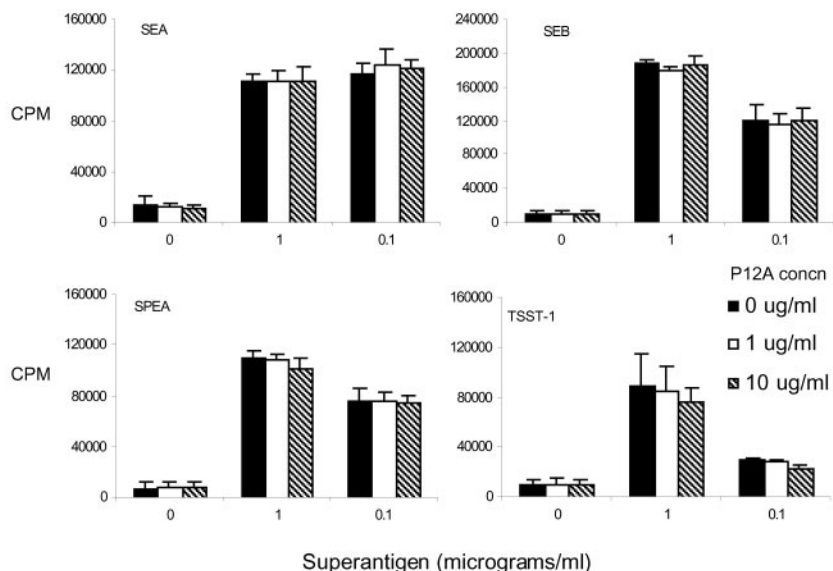 SEA
CPM
160000
120000
80000
40000
0
0 1 0.1
SEB
240000
200000
160000
120000
80000
40000
0
0 1 0.1
SPEA
CPM
160000
120000
80000
40000
0
0 1 0.1
TSST-1
160000
120000
80000
40000
0
0 1 0.1
P12A concn
0 ug/ml
1 ug/ml
10 ug/ml
Superantigen (micrograms/ml)